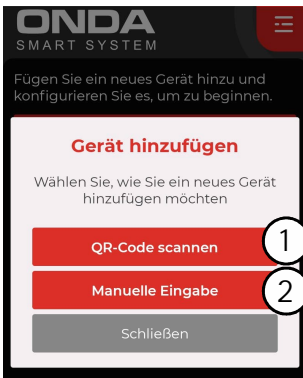 ONDA
SMART SYSTEM
Fügen Sie ein neues Gerät hinzu und
konfigurieren Sie es, um zu beginnen.
Gerät hinzufügen
Wählen Sie, wie Sie ein neues Gerät
hinzufügen möchten
QR-Code scannen
1
Manuelle Eingabe
2
Schließen